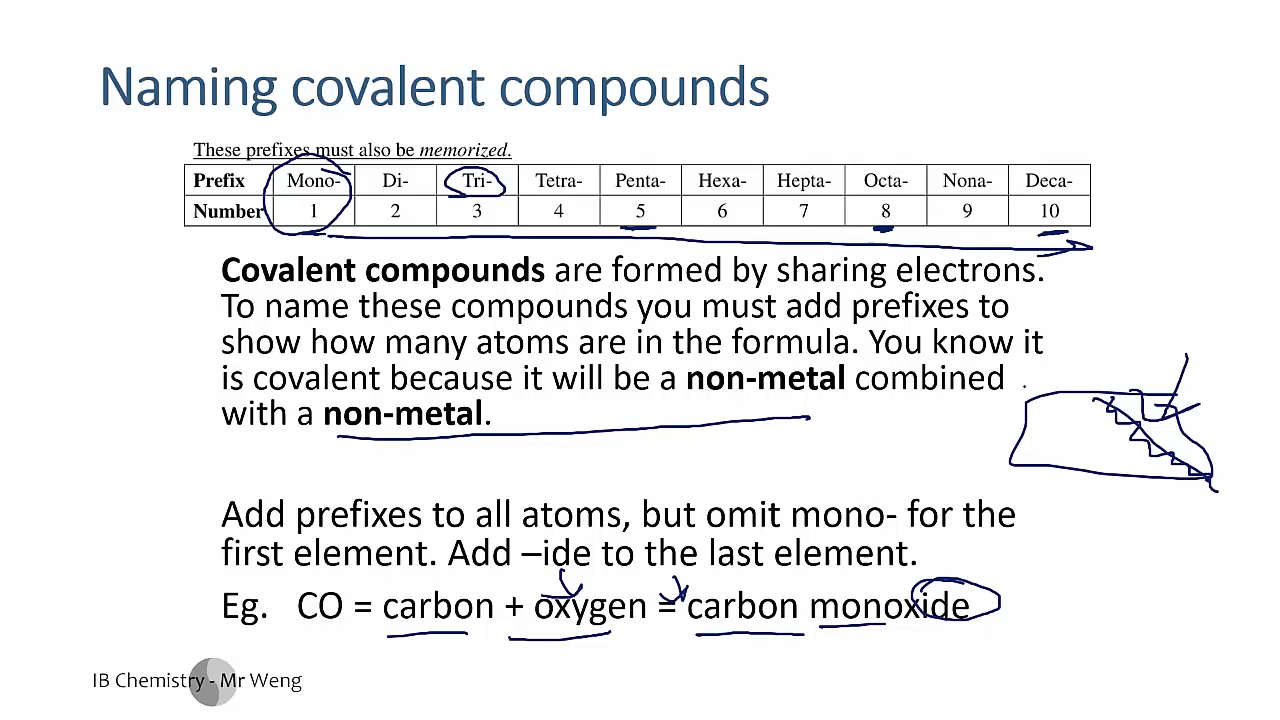 Naming covalent compounds
These prefixes must also be memorized.
Prefix Mono- Di- Tri- Tetra- Penta- Hexa- Hepta- Octa- Nona- Deca-
Number 1 2 3 4 5 6 7 8 9 10
Covalent compounds are formed by sharing electrons.
To name these compounds you must add prefixes to
show how many atoms are in the formula. You know it
is covalent because it will be a non-metal combined
with a non-metal.
Add prefixes to all atoms, but omit mono- for the
first element. Add –ide to the last element.
Eg. CO = carbon + oxygen = carbon monoxide
IB Chemistry - Mr Weng